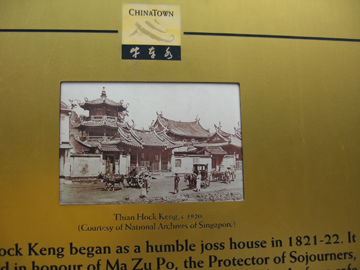 CHINATOWN
牛车水
Thian Hock Keng, c. 1870
(Courtesy of National Archives of Singapore)
ock Keng began as a humble joss house in 1821-22. It
d in honour of Ma Zu Po, the Protector of Sojourners,